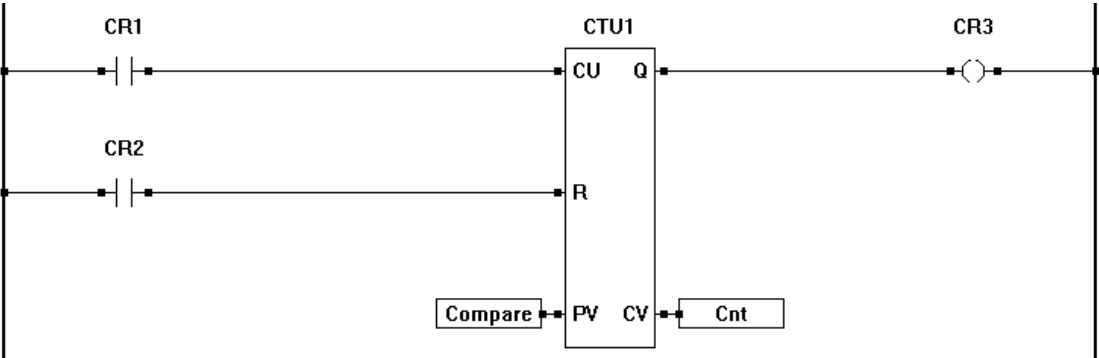 CR1 CTU1 CR3
CU Q
CR2
R
Compare PV CV Cnt